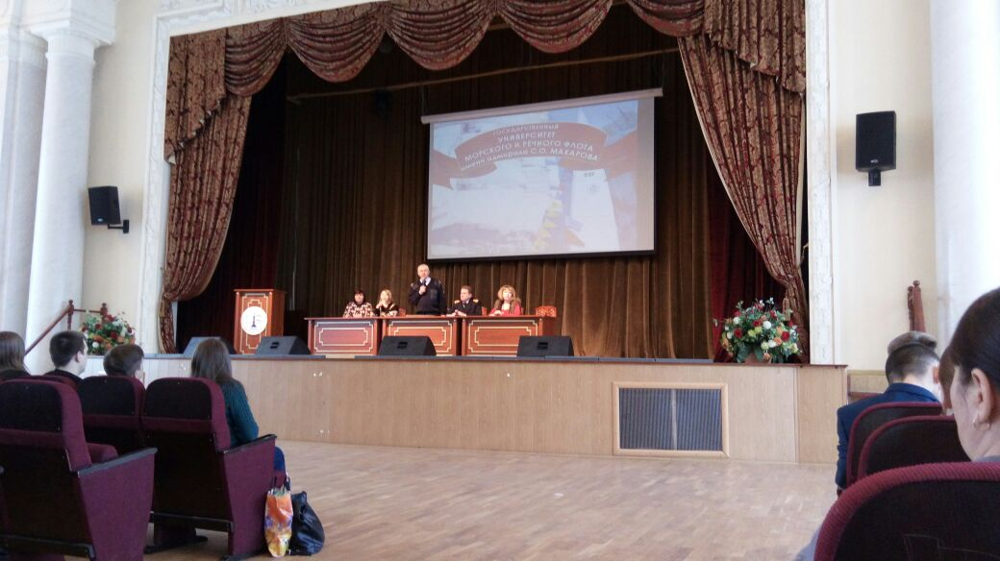 ГОСУДАРСТВЕННЫЙ
УНИВЕРСИТЕТ
МОРСКОГО И РЕЧНОГО ФЛОТА
имени адмирала С.О. МАКАРОВА